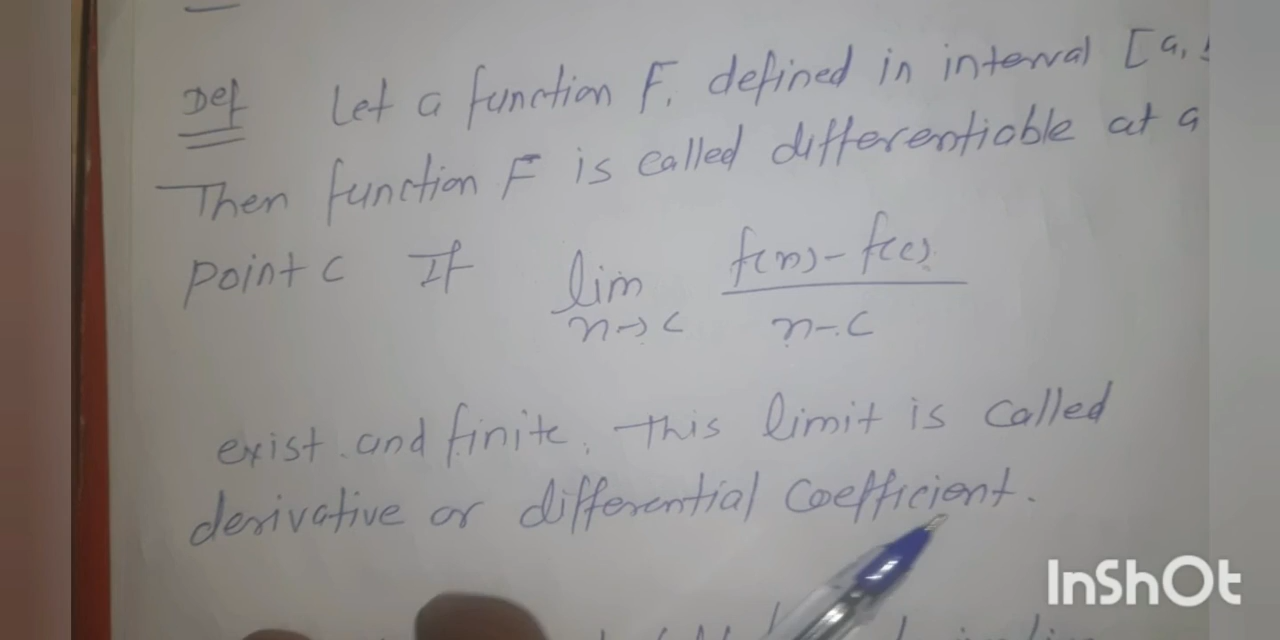 Def Let a function F, defined in interval [a,
Then function F is called differentiable at a
point c If lim n→c f(n)-f(c) / n-c
exist and finite. This limit is called
derivative or differential coefficient.
InShOt